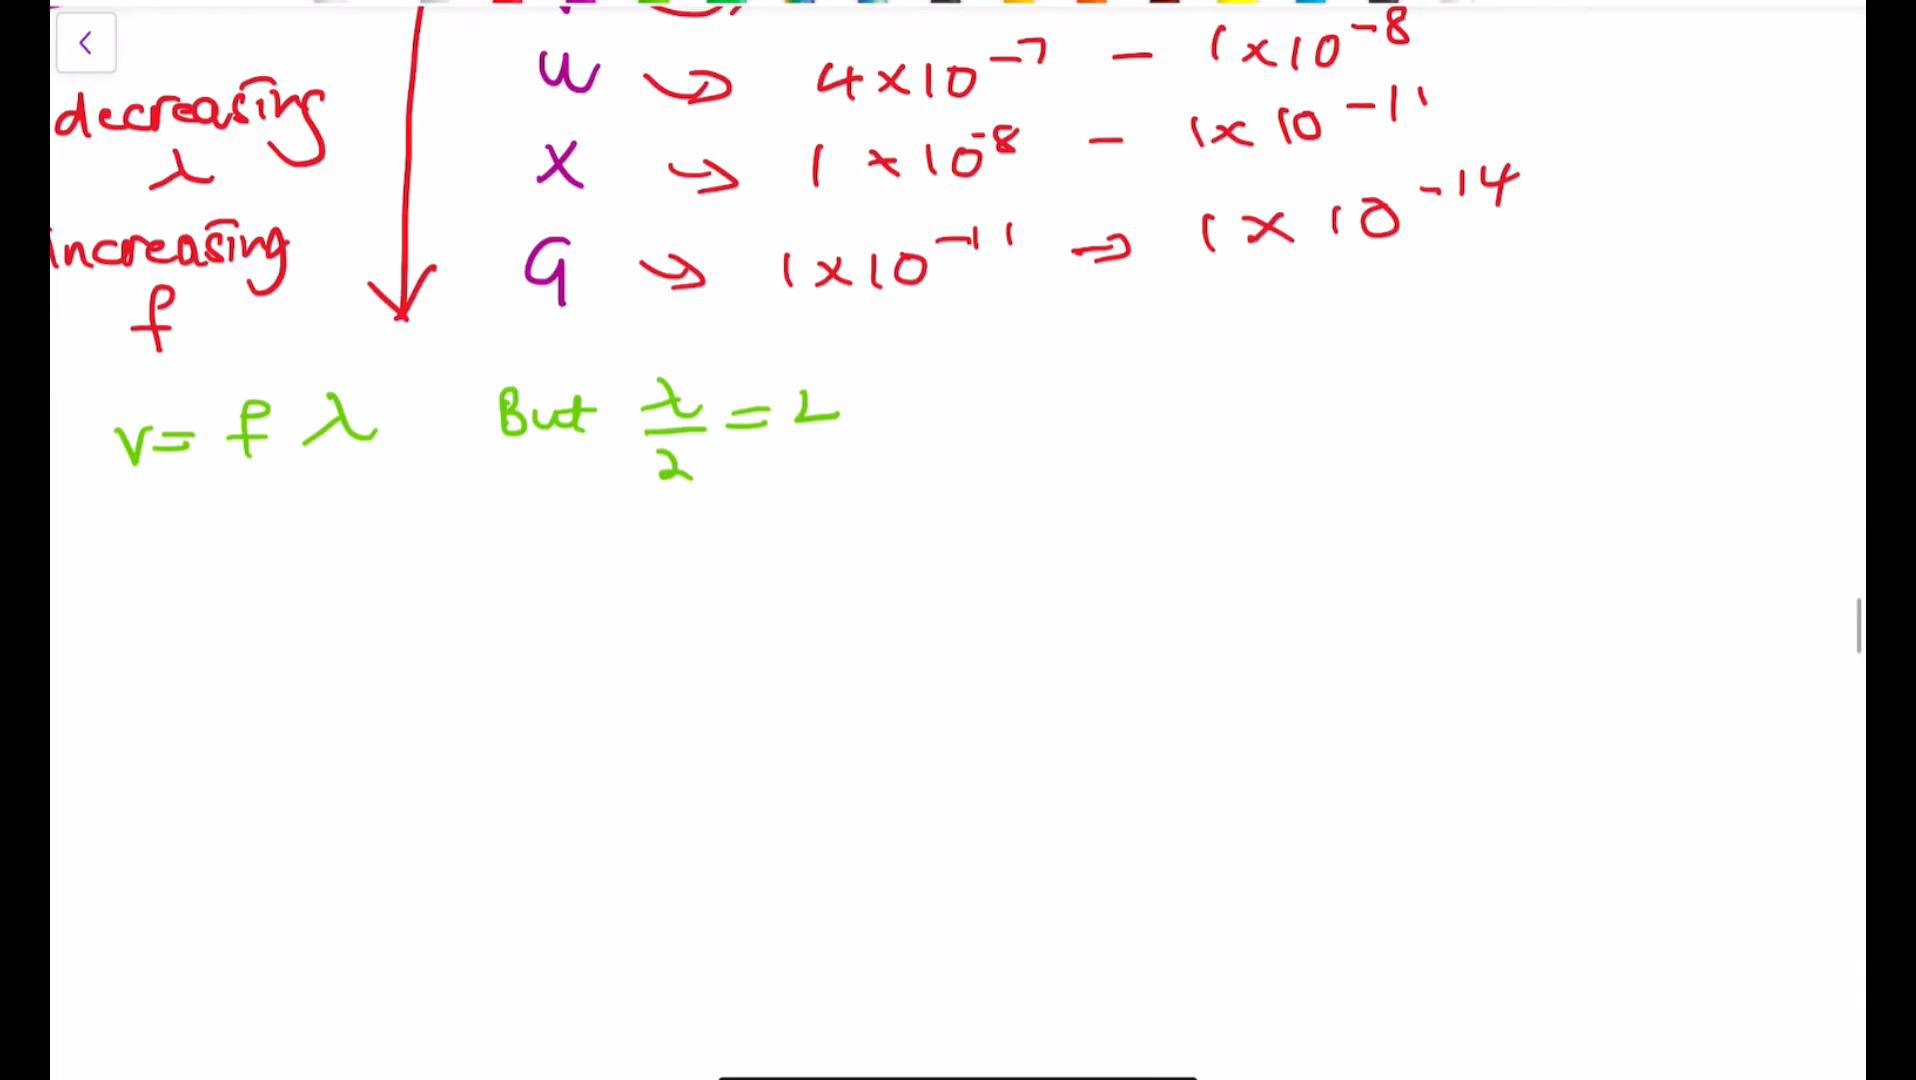 u → 4×10⁻⁷ − 1×10⁻⁸
decreasing
λ
X → 1×10⁻⁸ − 1×10⁻¹¹
increasing
f
G → 1×10⁻¹¹ → 1×10⁻¹⁴
v= f λ But λ/2 = L